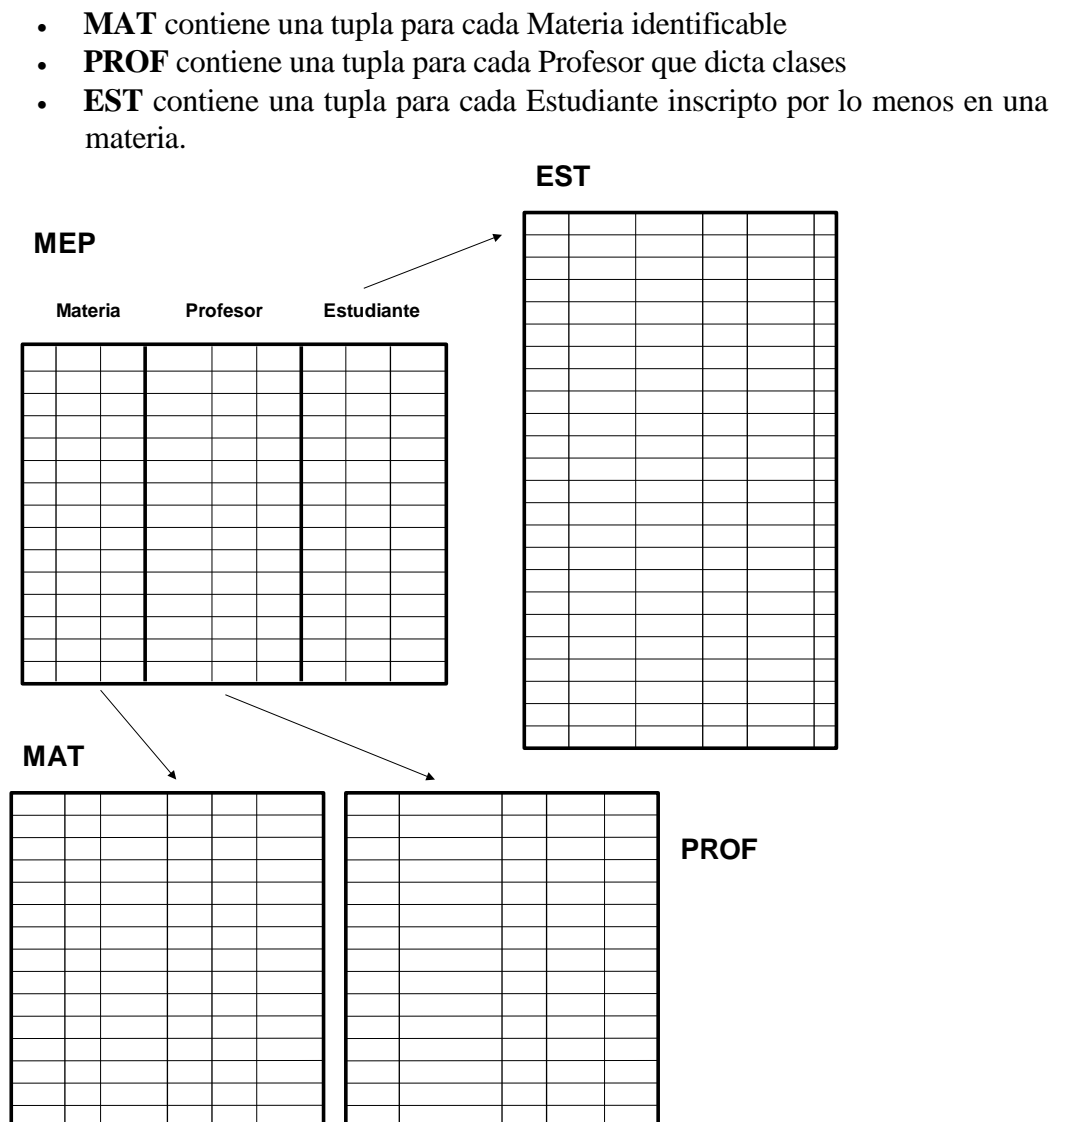 • MAT contiene una tupla para cada Materia identificable
• PROF contiene una tupla para cada Profesor que dicta clases
• EST contiene una tupla para cada Estudiante inscripto por lo menos en una
materia.
EST
MEP
Materia Profesor Estudiante
MAT
PROF